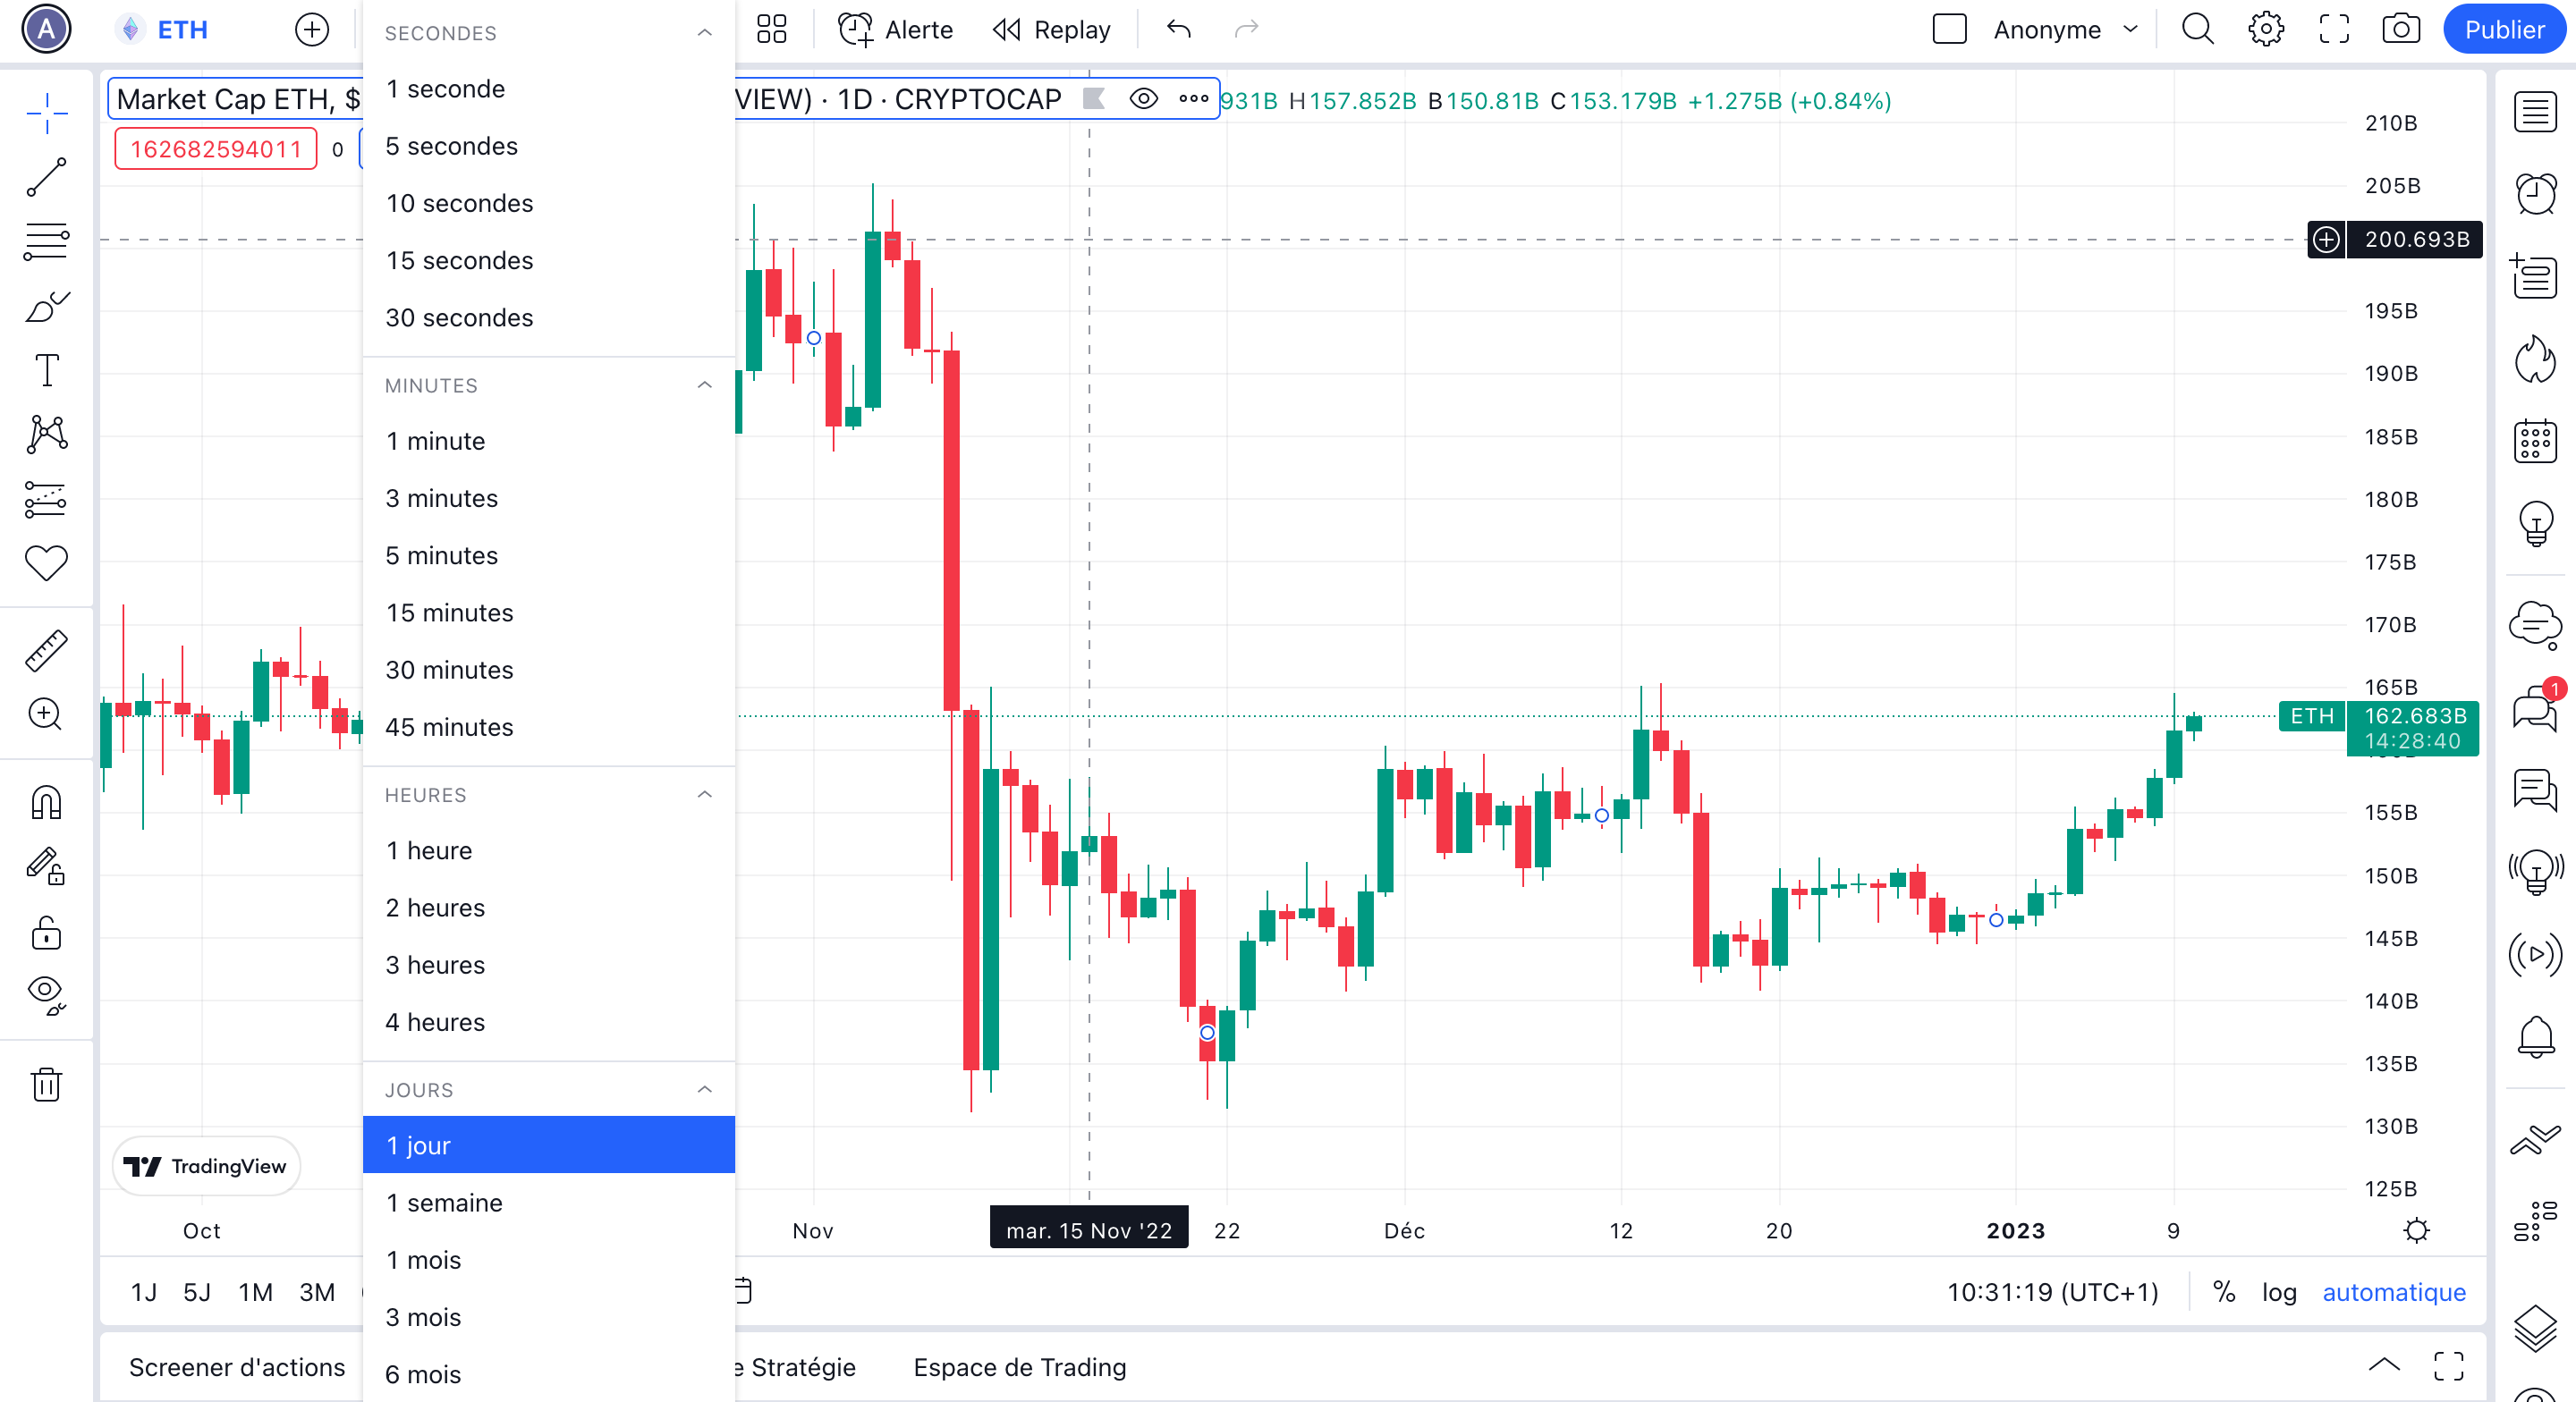 A
ETH
Alerte
Replay
Anonyme
Publier
SECONDES
1 seconde
5 secondes
10 secondes
15 secondes
30 secondes
MINUTES
1 minute
3 minutes
5 minutes
15 minutes
30 minutes
45 minutes
HEURES
1 heure
2 heures
3 heures
4 heures
JOURS
1 jour
1 semaine
1 mois
3 mois
6 mois
Market Cap ETH, $
VIEW) · 1D · CRYPTOCAP
931B H157.852B B150.81B C153.179B +1.275B (+0.84%)
162682594011 0
210B
205B
200.693B
195B
190B
185B
180B
175B
170B
165B
ETH 162.683B
14:28:40
155B
150B
145B
140B
135B
130B
125B
1
TradingView
Oct Nov mar. 15 Nov '22 22 Déc 12 20 2023 9
1J 5J 1M 3M
10:31:19 (UTC+1) % log automatique
Screener d'actions
e Stratégie
Espace de Trading